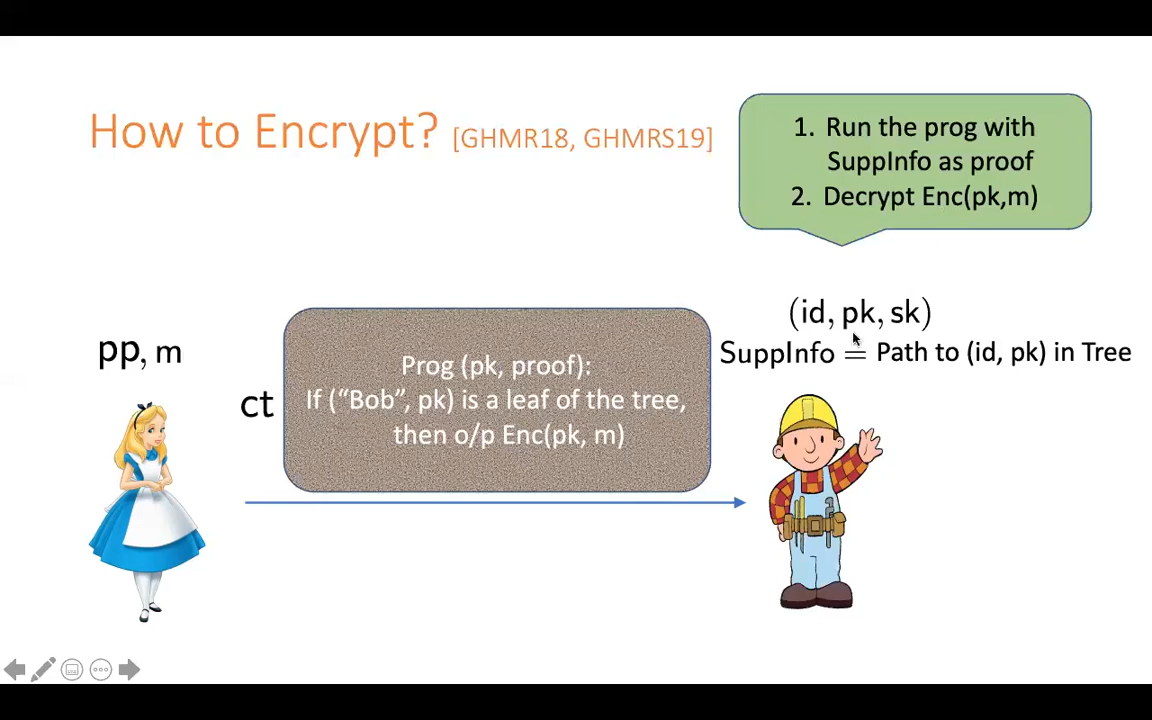 How to Encrypt? [GHMR18, GHMRS19]
1. Run the prog with
SuppInfo as proof
2. Decrypt Enc(pk,m)
(id, pk, sk)
SuppInfo = Path to (id, pk) in Tree
pp, m
ct
Prog (pk, proof):
If (“Bob”, pk) is a leaf of the tree,
then o/p Enc(pk, m)